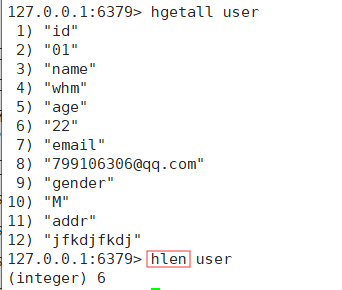 127.0.0.1:6379> hgetall user
1) "id"
2) "01"
3) "name"
4) "whm"
5) "age"
6) "22"
7) "email"
8) "799106306@qq.com"
9) "gender"
10) "M"
11) "addr"
12) "jfkdjfkdj"
127.0.0.1:6379> hlen user
(integer) 6